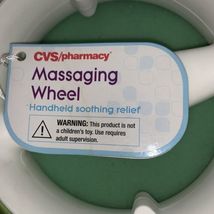 CVS/pharmacy
Massaging
Wheel
Handheld soothing relief
WARNING: This product is not
a children's toy. Use requires
adult supervision.